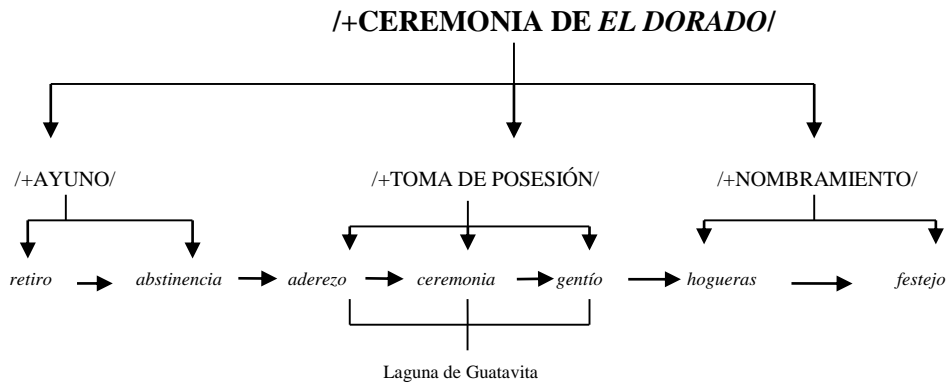 /+CEREMONIA DE EL DORADO/
/+AYUNO/ /+TOMA DE POSESIÓN/ /+NOMBRAMIENTO/
retiro abstinencia aderezo ceremonia gentío hogueras festejo
Laguna de Guatavita